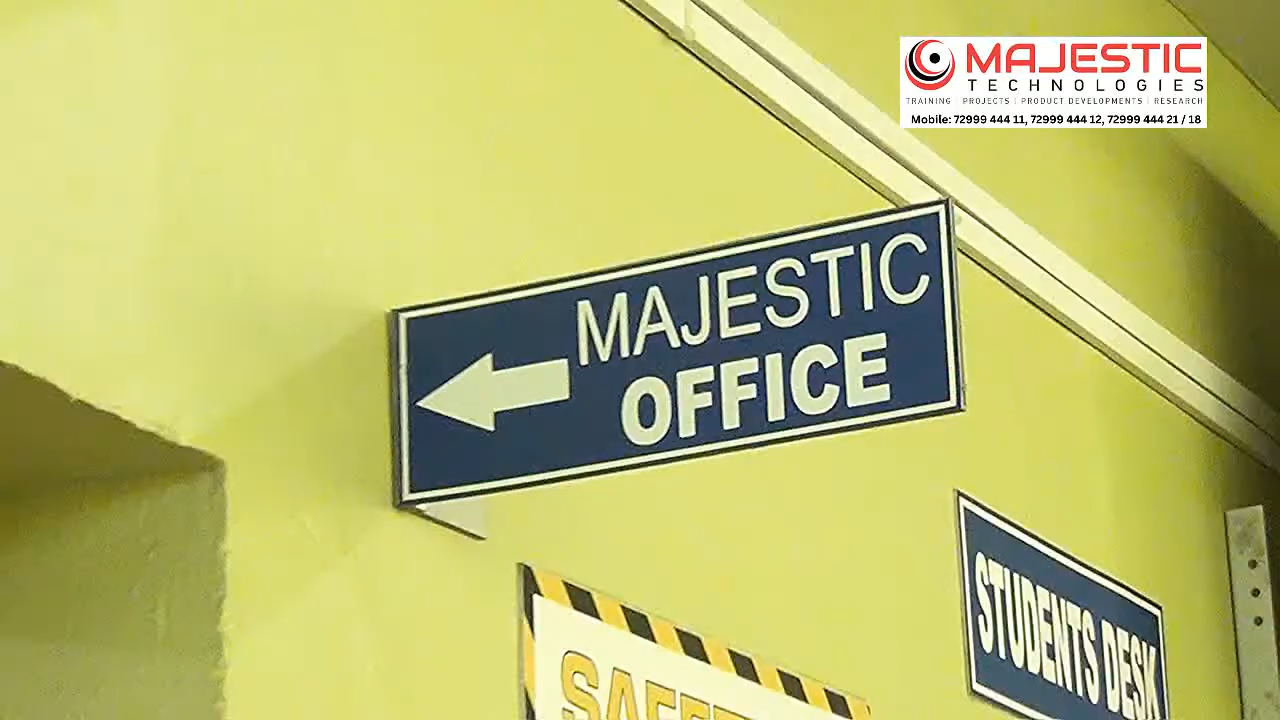 MAJESTIC
TECHNOLOGIES
TRAINING | PROJECTS | PRODUCT DEVELOPMENTS | RESEARCH
Mobile: 72999 444 11, 72999 444 12, 72999 444 21 / 18
MAJESTIC
OFFICE
STUDENTS DESK